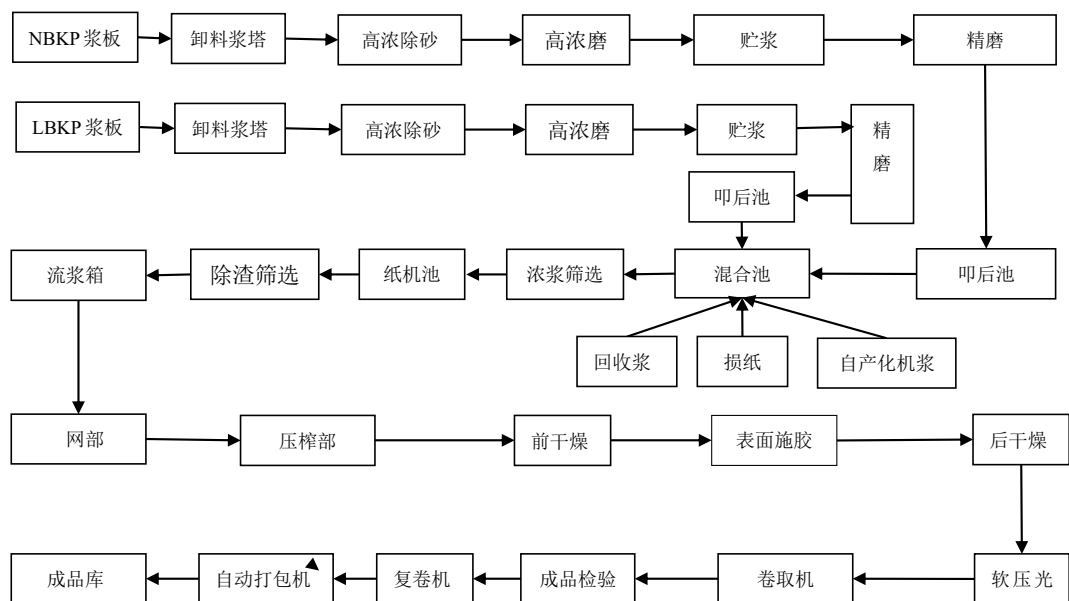 NBKP 浆板
卸料浆塔
高浓除砂
高浓磨
贮浆
精磨
LBKP 浆板
卸料浆塔
高浓除砂
高浓磨
贮浆
精
磨
叩后池
流浆箱
除渣筛选
纸机池
浓浆筛选
混合池
叩后池
回收浆
损纸
自产化机浆
网部
压榨部
前干燥
表面施胶
后干燥
成品库
自动打包机
复卷机
成品检验
卷取机
软压光